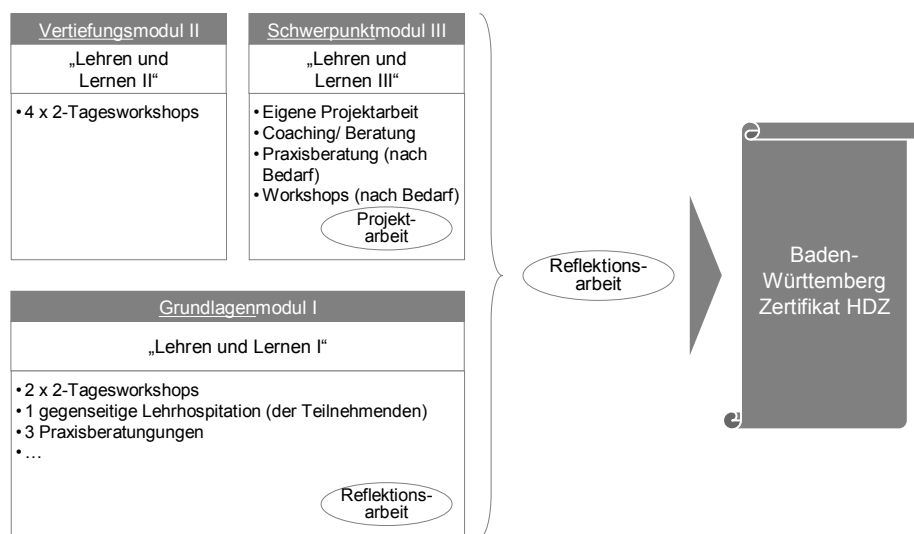 Vertiefungsmodul II
„Lehren und
Lernen II“
• 4 x 2-Tagesworkshops
Schwerpunktmodul III
„Lehren und
Lernen III“
• Eigene Projektarbeit
• Coaching/ Beratung
• Praxisberatung (nach
Bedarf)
• Workshops (nach Bedarf)
Projekt-
arbeit
Grundlagenmodul I
„Lehren und Lernen I“
• 2 x 2-Tagesworkshops
• 1 gegenseitige Lehrhospitation (der Teilnehmenden)
• 3 Praxisberatungungen
• …
Reflektions-
arbeit
Reflektions-
arbeit
Baden-
Württemberg
Zertifikat HDZ